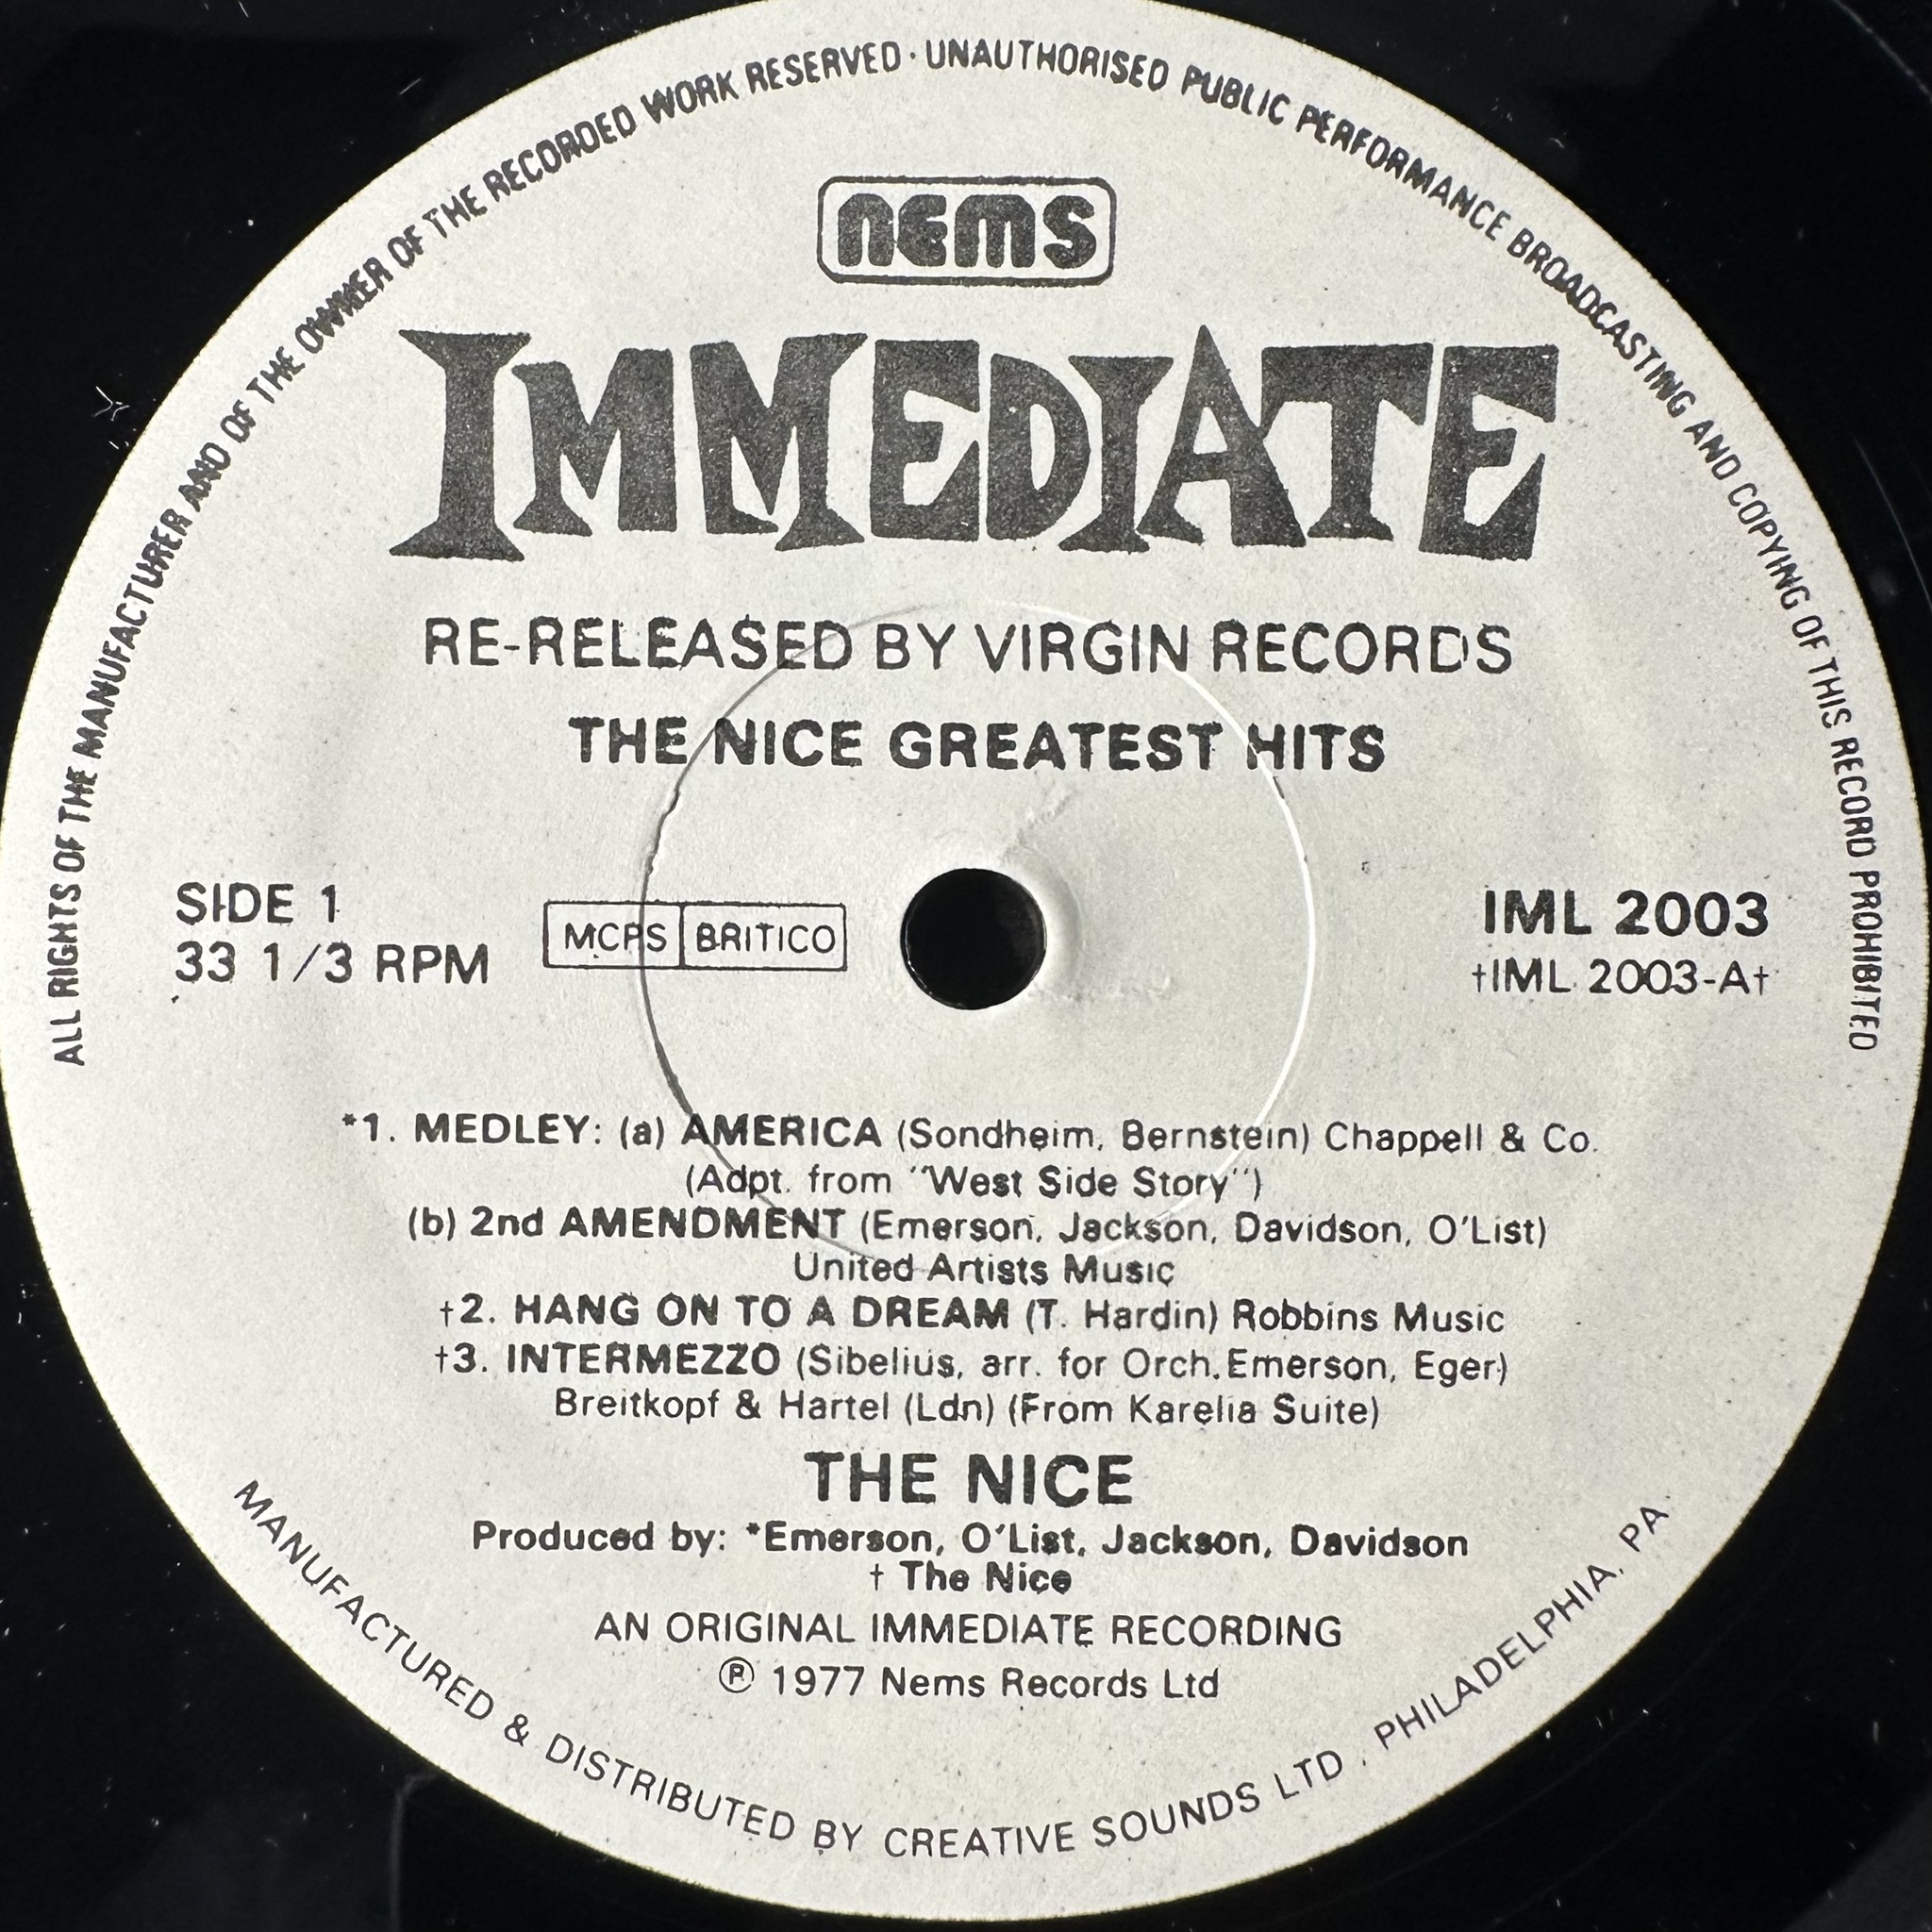 ALL RIGHTS OF THE MANUFACTURER AND OF THE OWNER OF THE RECORDED WORK RESERVED · UNAUTHORISED PUBLIC PERFORMANCE BROADCASTING AND COPYING OF THIS RECORD PROHIBITED
nems
IMMEDIATE
RE-RELEASED BY VIRGIN RECORDS
THE NICE GREATEST HITS
SIDE 1
33 1/3 RPM
MCPS BRITICO
IML 2003
†IML 2003-A†
*1. MEDLEY: (a) AMERICA (Sondheim, Bernstein) Chappell & Co.
(Adpt. from "West Side Story")
(b) 2nd AMENDMENT (Emerson, Jackson, Davidson, O'List)
United Artists Music
†2. HANG ON TO A DREAM (T. Hardin) Robbins Music
†3. INTERMEZZO (Sibelius, arr. for Orch. Emerson, Eger)
Breitkopf & Hartel (Ldn) (From Karelia Suite)
THE NICE
Produced by: *Emerson, O'List, Jackson, Davidson
† The Nice
AN ORIGINAL IMMEDIATE RECORDING
℗ 1977 Nems Records Ltd
MANUFACTURED & DISTRIBUTED BY CREATIVE SOUNDS LTD. PHILADELPHIA, PA